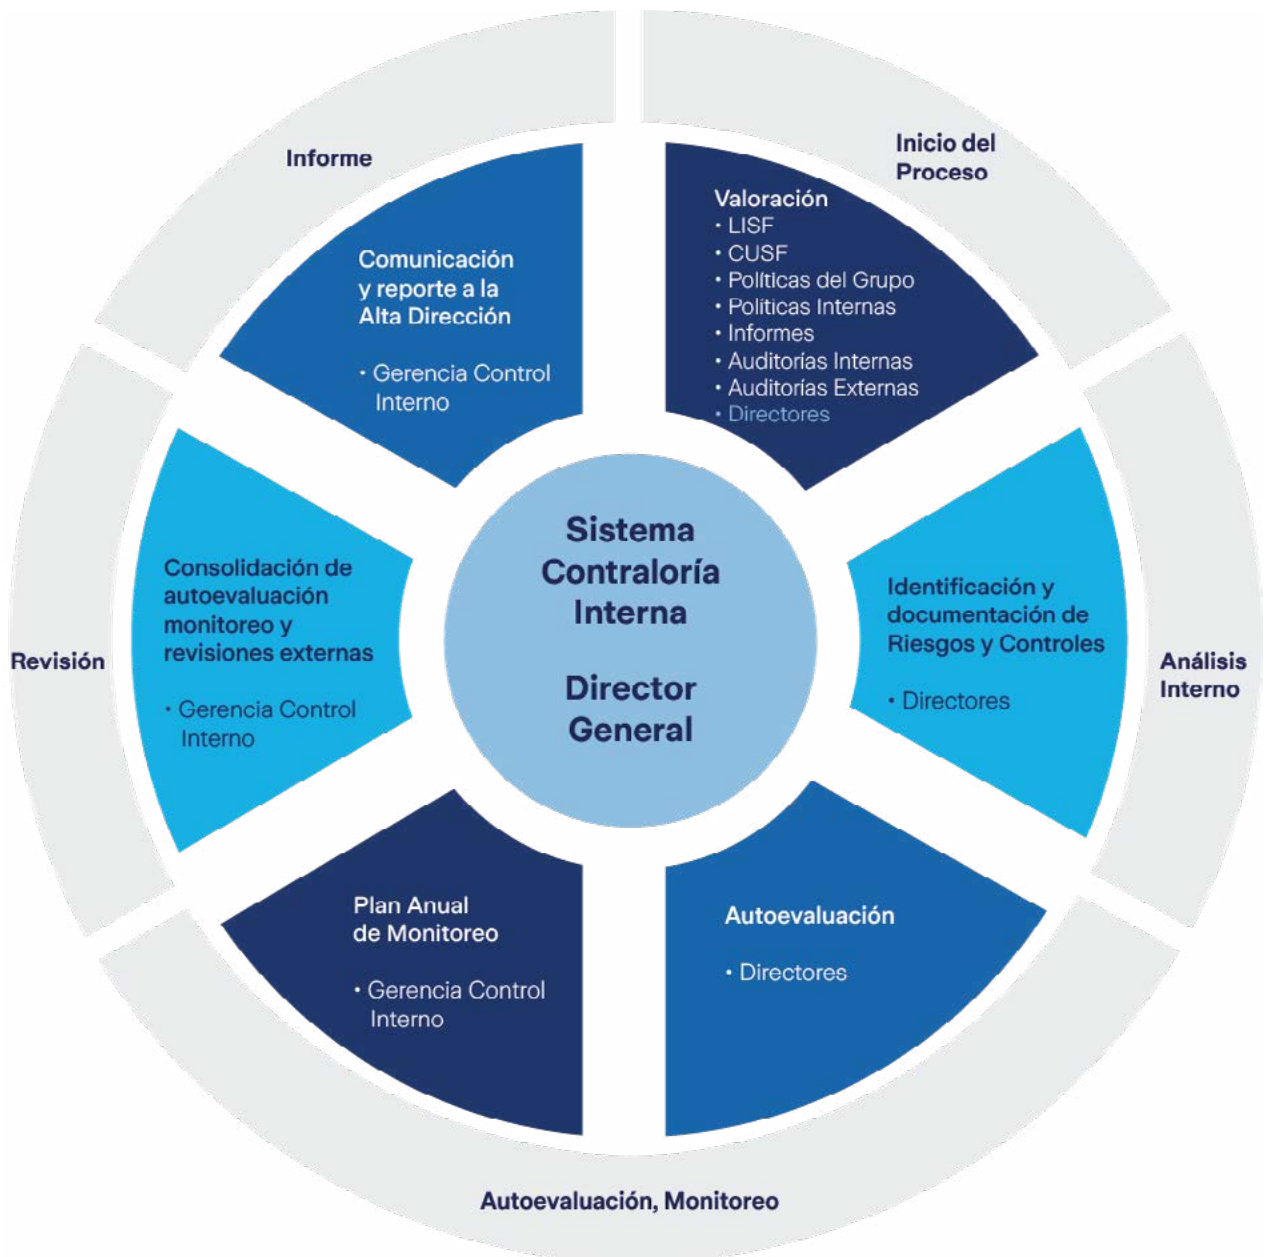 Inicio del
Proceso
Valoración
• LISF
• CUSF
• Políticas del Grupo
• Políticas Internas
• Informes
• Auditorías Internas
• Auditorías Externas
• Directores
Análisis
Interno
Identificación y
documentación de
Riesgos y Controles
• Directores
Autoevaluación, Monitoreo
Autoevaluación
• Directores
Plan Anual
de Monitoreo
• Gerencia Control
Interno
Revisión
Consolidación de
autoevaluación
monitoreo y
revisiones externas
• Gerencia Control
Interno
Informe
Comunicación
y reporte a la
Alta Dirección
• Gerencia Control
Interno
Sistema
Contraloría
Interna
Director
General